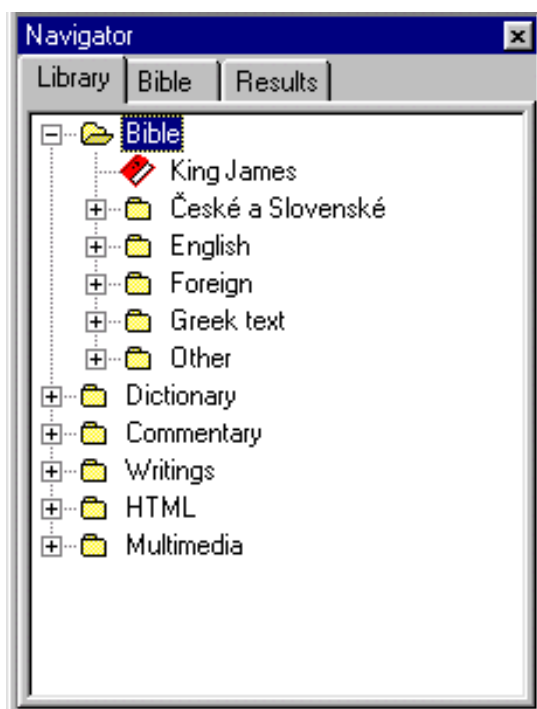 Navigator
Library Bible Results
Bible
King James
České a Slovenské
English
Foreign
Greek text
Other
Dictionary
Commentary
Writings
HTML
Multimedia